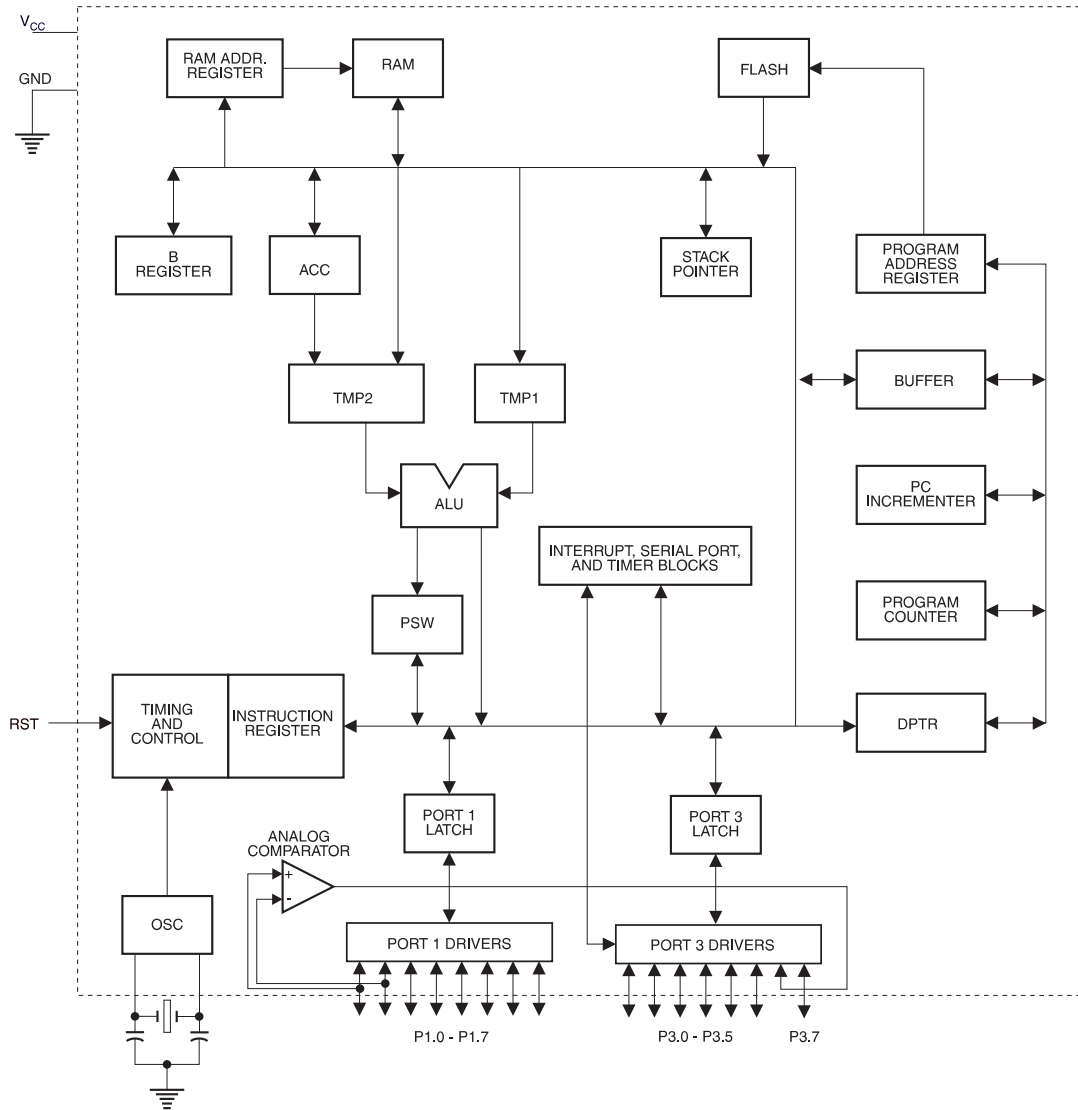 VCC
GND
RAM ADDR.
REGISTER
RAM
FLASH
B
REGISTER
ACC
STACK
POINTER
PROGRAM
ADDRESS
REGISTER
TMP2
TMP1
BUFFER
ALU
PC
INCREMENTER
INTERRUPT, SERIAL PORT,
AND TIMER BLOCKS
PSW
PROGRAM
COUNTER
RST
TIMING
AND
CONTROL
INSTRUCTION
REGISTER
DPTR
PORT 1
LATCH
PORT 3
LATCH
ANALOG
COMPARATOR
+
-
OSC
PORT 1 DRIVERS
PORT 3 DRIVERS
P1.0 - P1.7
P3.0 - P3.5
P3.7